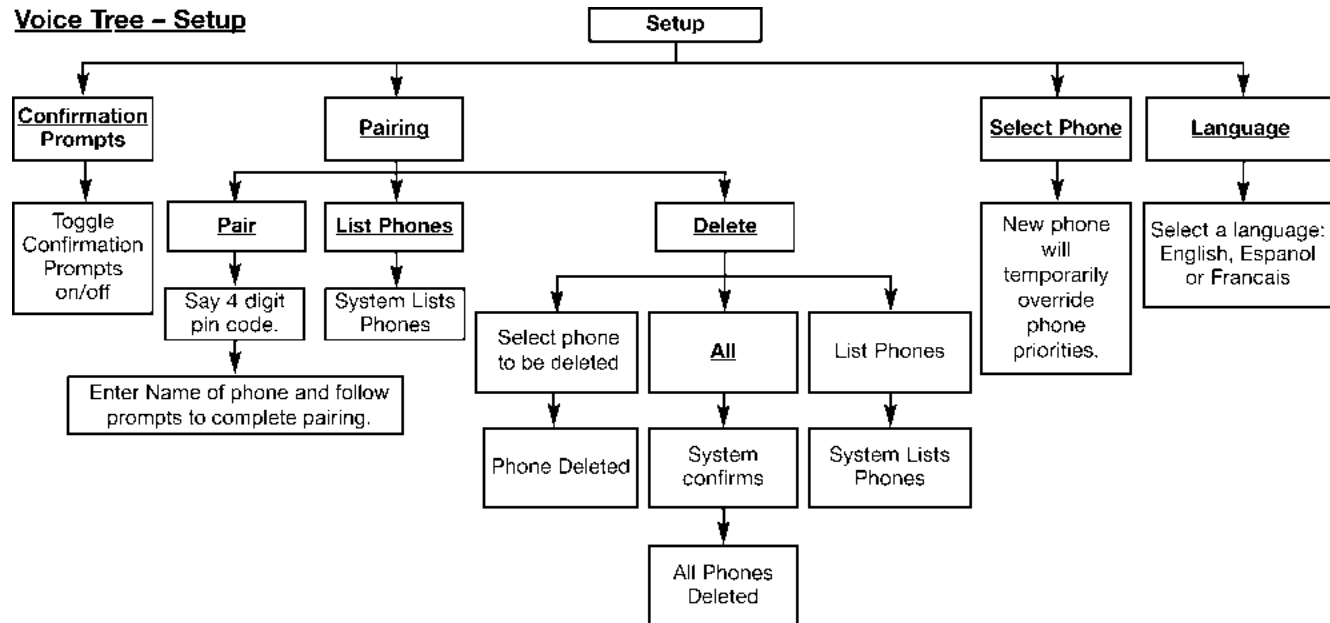 Voice Tree – Setup
Setup
Confirmation
Prompts
Pairing
Select Phone
Language
Toggle
Confirmation
Prompts
on/off
Pair
List Phones
Delete
New phone
will
temporarily
override
phone
priorities.
Select a language:
English, Espanol
or Francais
Say 4 digit
pin code.
System Lists
Phones
Select phone
to be deleted
All
List Phones
Enter Name of phone and follow
prompts to complete pairing.
Phone Deleted
System
confirms
System Lists
Phones
All Phones
Deleted